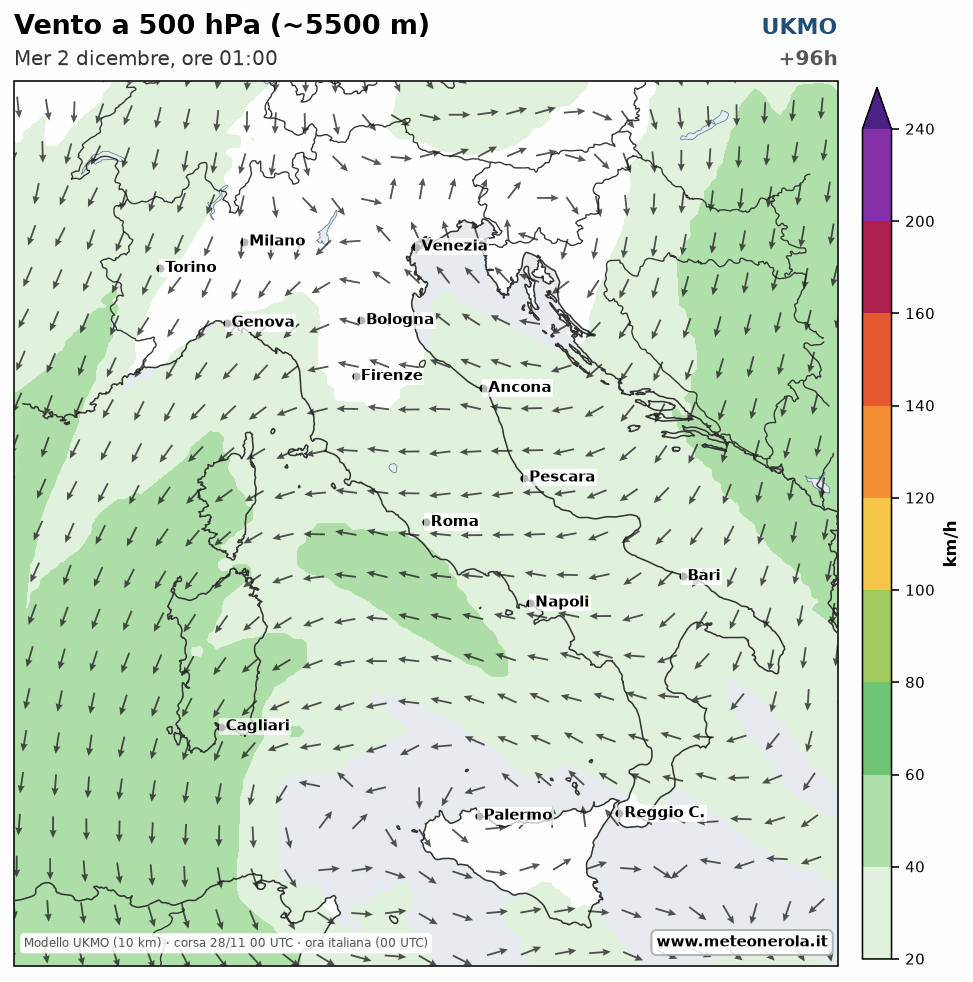 Vento a 500 hPa (~5500 m)
UKMO
Mer 2 dicembre, ore 01:00
+96h
Milano
Venezia
Torino
Genova
Bologna
Firenze
Ancona
Pescara
Roma
Bari
Napoli
Cagliari
Palermo
Reggio C.
240
200
160
140
120
100
80
60
40
20
km/h
Modello UKMO (10 km) · corsa 28/11 00 UTC · ora italiana (00 UTC)
www.meteonerola.it